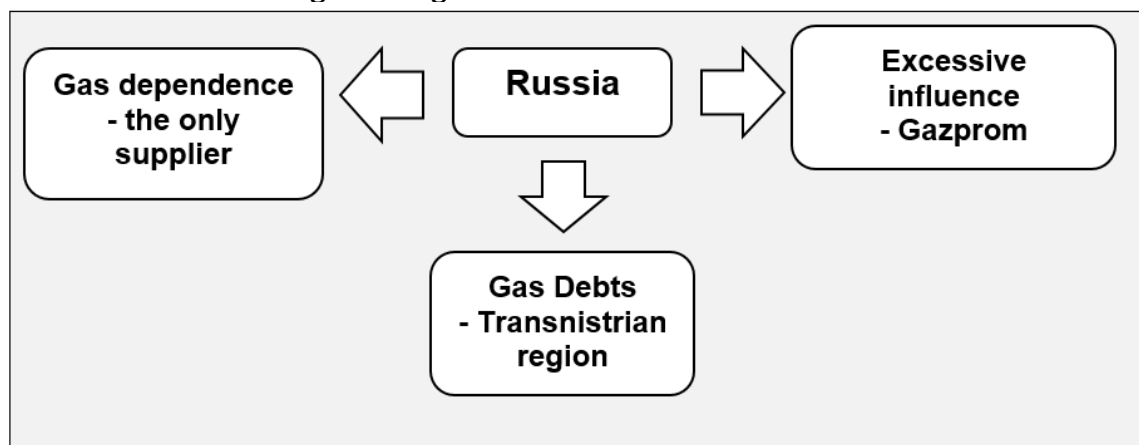 Russia
Gas dependence
- the only
supplier
Excessive
influence
- Gazprom
Gas Debts
- Transnistrian
region